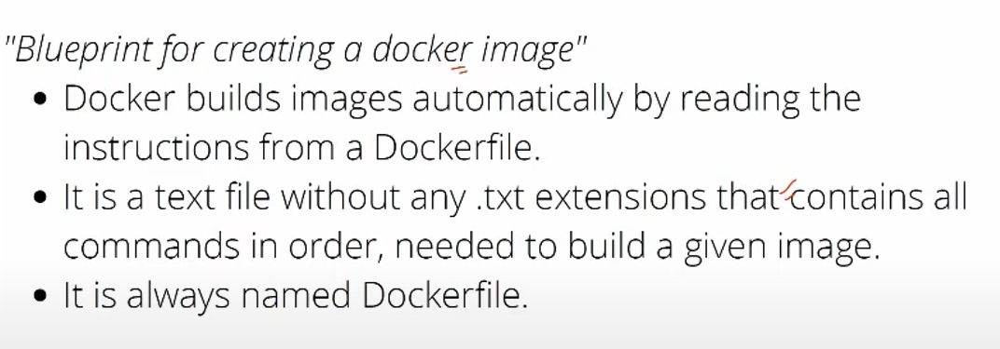 "Blueprint for creating a docker image"
• Docker builds images automatically by reading the
instructions from a Dockerfile.
• It is a text file without any .txt extensions that contains all
commands in order, needed to build a given image.
• It is always named Dockerfile.